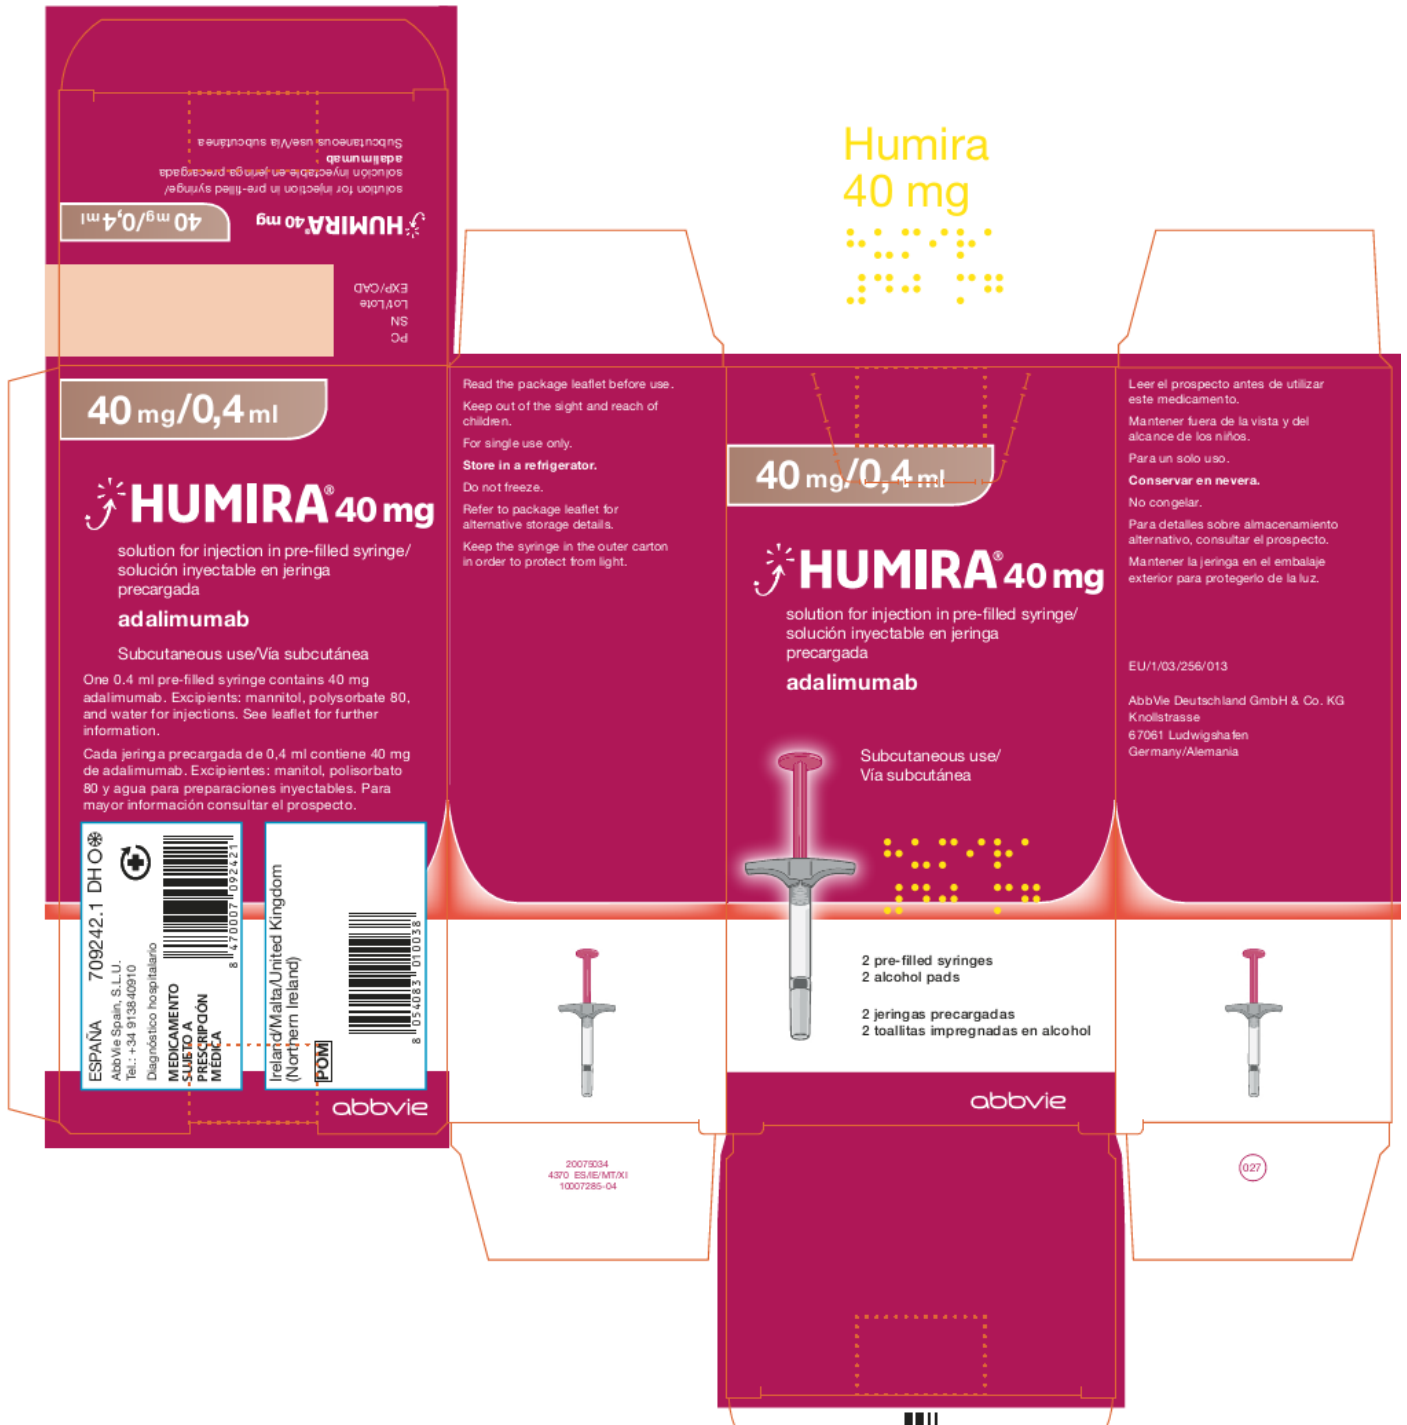 Subcutaneous use/Vía subcutánea
adalimumab
solución inyectable en jeringa precargada
solution for injection in pre-filled syringe/
HUMIRA® 40 mg
40 mg/0,4 ml
EXP/CAD
Lot/Lote
SN
PC
Humira
40 mg
40 mg/0,4 ml
HUMIRA® 40 mg
solution for injection in pre-filled syringe/
solución inyectable en jeringa
precargada
adalimumab
Subcutaneous use/Vía subcutánea
One 0.4 ml pre-filled syringe contains 40 mg
adalimumab. Excipients: mannitol, polysorbate 80,
and water for injections. See leaflet for further
information.
Cada jeringa precargada de 0,4 ml contiene 40 mg
de adalimumab. Excipientes: manitol, polisorbato
80 y agua para preparaciones inyectables. Para
mayor información consultar el prospecto.
ESPAÑA 709242.1 DH O
AbbVie Spain, S.L.U.
Tel.: +34 913840910
Diagnóstico hospitalario
MEDICAMENTO
SUJETO A
PRESCRIPCIÓN
MÉDICA
8 470007 092421
Ireland/Malta/United Kingdom
(Northern Ireland)
POM
8 054083 010038
abbvie
Read the package leaflet before use.
Keep out of the sight and reach of
children.
For single use only.
Store in a refrigerator.
Do not freeze.
Refer to package leaflet for
alternative storage details.
Keep the syringe in the outer carton
in order to protect from light.
20075034
4370 ES/IE/MT/XI
10007285-04
40 mg/0,4 ml
HUMIRA® 40 mg
solution for injection in pre-filled syringe/
solución inyectable en jeringa
precargada
adalimumab
Subcutaneous use/
Vía subcutánea
2 pre-filled syringes
2 alcohol pads
2 jeringas precargadas
2 toallitas impregnadas en alcohol
abbvie
Leer el prospecto antes de utilizar
este medicamento.
Mantener fuera de la vista y del
alcance de los niños.
Para un solo uso.
Conservar en nevera.
No congelar.
Para detalles sobre almacenamiento
alternativo, consultar el prospecto.
Mantener la jeringa en el embalaje
exterior para protegerlo de la luz.
EU/1/03/256/013
AbbVie Deutschland GmbH & Co. KG
Knollstrasse
67061 Ludwigshafen
Germany/Alemania
027